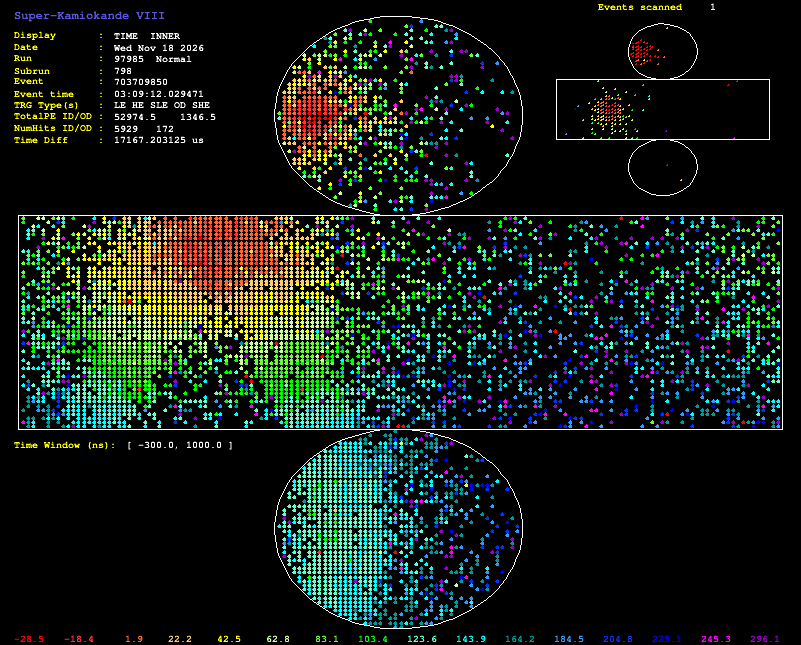 Super-Kamiokande VIII
Events scanned 1
Display : TIME INNER
Date : Wed Nov 18 2026
Run : 97985 Normal
Subrun : 798
Event : 703709850
Event time : 03:09:12.029471
TRG Type(s) : LE HE SLE OD SHE
TotalPE ID/OD : 52974.5 1346.5
NumHits ID/OD : 5929 172
Time Diff : 17167.203125 us
Time Window (ns): [ -300.0, 1000.0 ]
-18.4 1.9 22.2 42.5 62.8 83.1 103.4 123.6 143.9 164.2 184.5 204.8 245.3 296.1